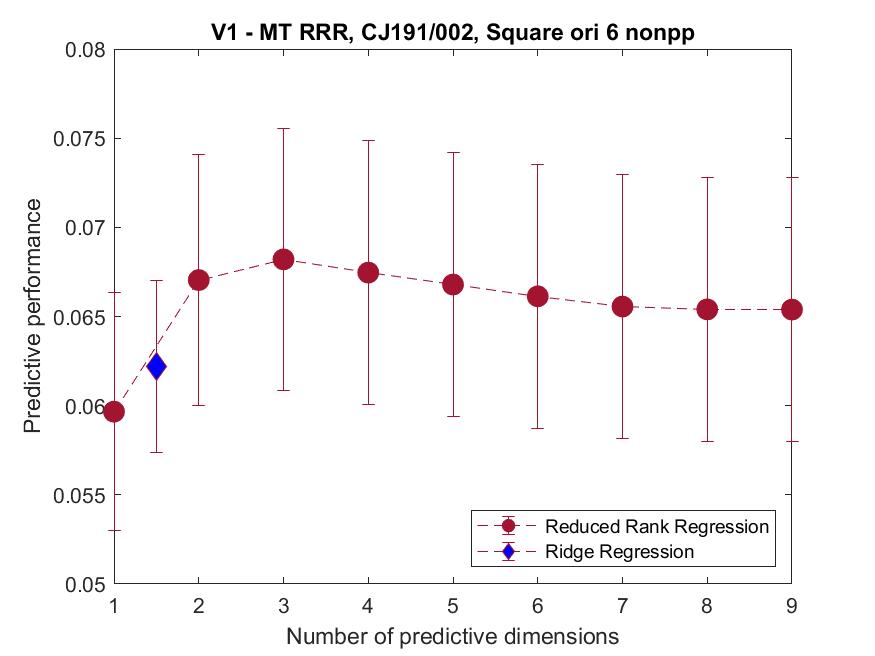 V1 - MT RRR, CJ191/002, Square ori 6 nonpp
0.08
0.075
0.07
0.065
0.06
0.055
0.05
Predictive performance
Reduced Rank Regression
Ridge Regression
1 2 3 4 5 6 7 8 9
Number of predictive dimensions